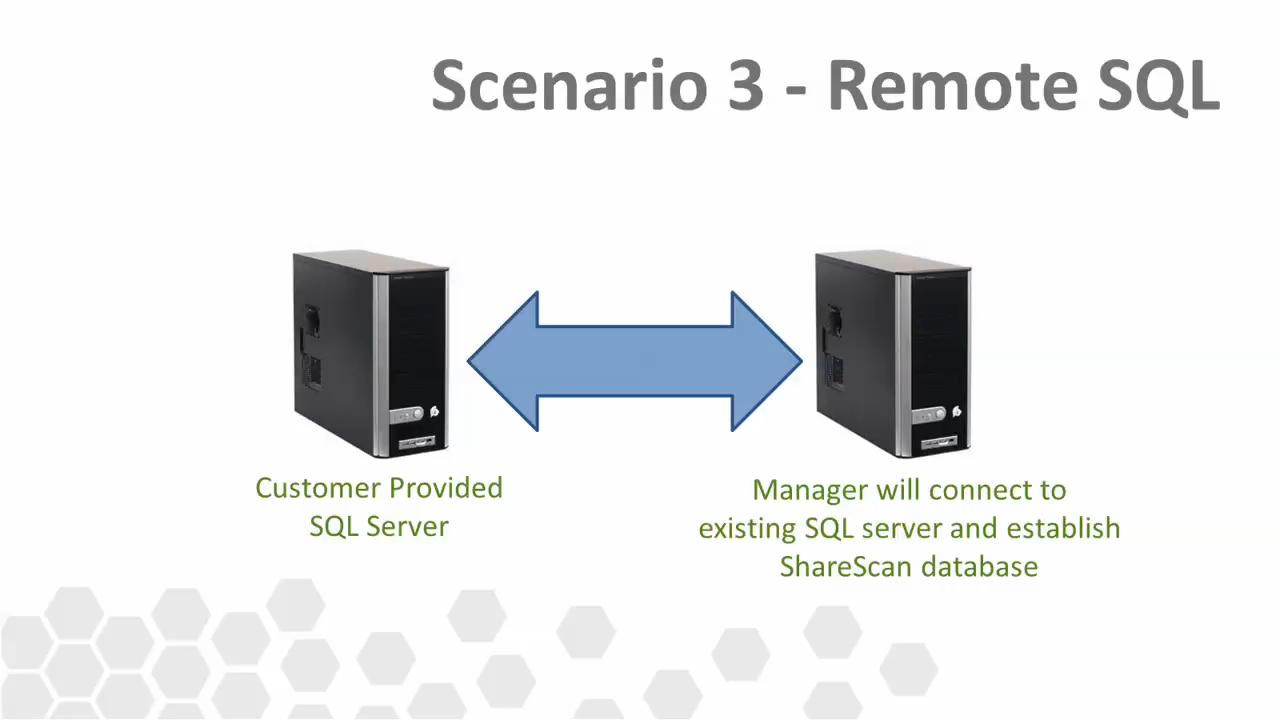 Scenario 3 - Remote SQL
Customer Provided
SQL Server
Manager will connect to
existing SQL server and establish
ShareScan database